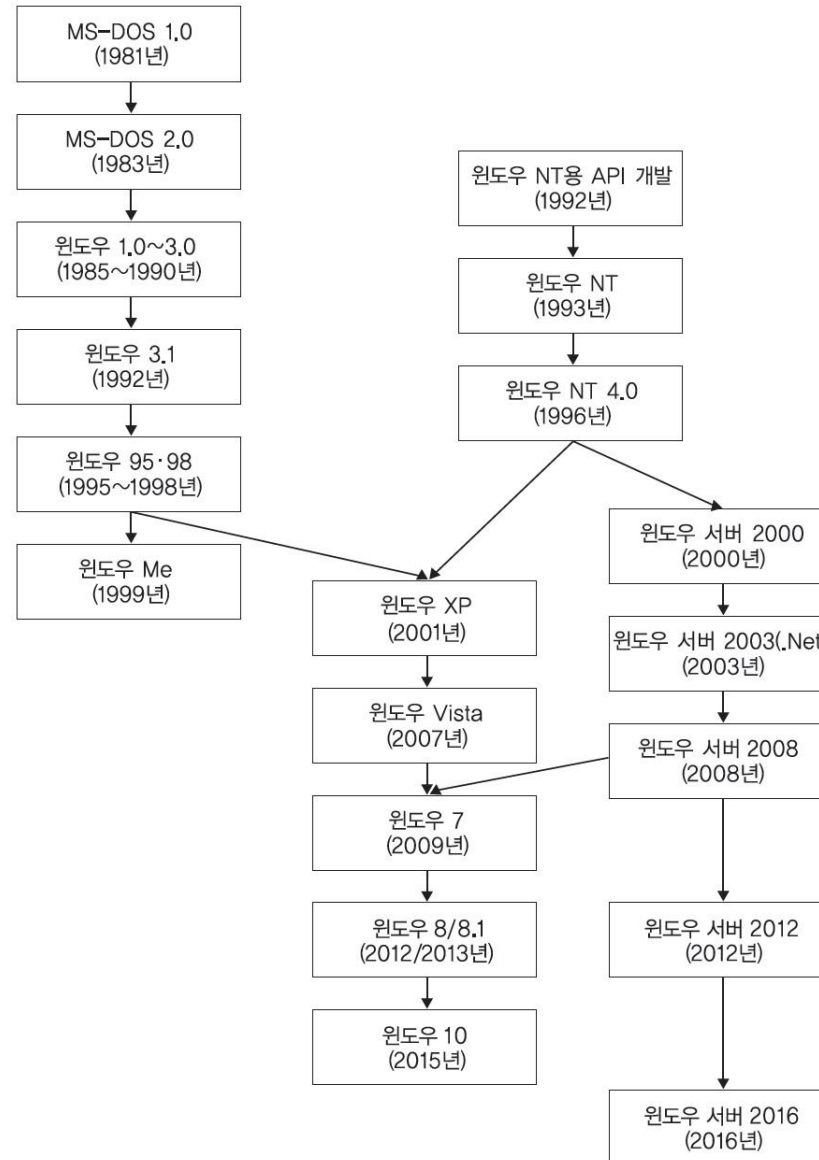 MS-DOS 1.0
(1981년)
MS-DOS 2.0
(1983년)
윈도우 1.0~3.0
(1985~1990년)
윈도우 3.1
(1992년)
윈도우 95·98
(1995~1998년)
윈도우 Me
(1999년)
윈도우 NT용 API 개발
(1992년)
윈도우 NT
(1993년)
윈도우 NT 4.0
(1996년)
윈도우 XP
(2001년)
윈도우 Vista
(2007년)
윈도우 7
(2009년)
윈도우 8/8.1
(2012/2013년)
윈도우 10
(2015년)
윈도우 서버 2000
(2000년)
윈도우 서버 2003(.Net
(2003년)
윈도우 서버 2008
(2008년)
윈도우 서버 2012
(2012년)
윈도우 서버 2016
(2016년)